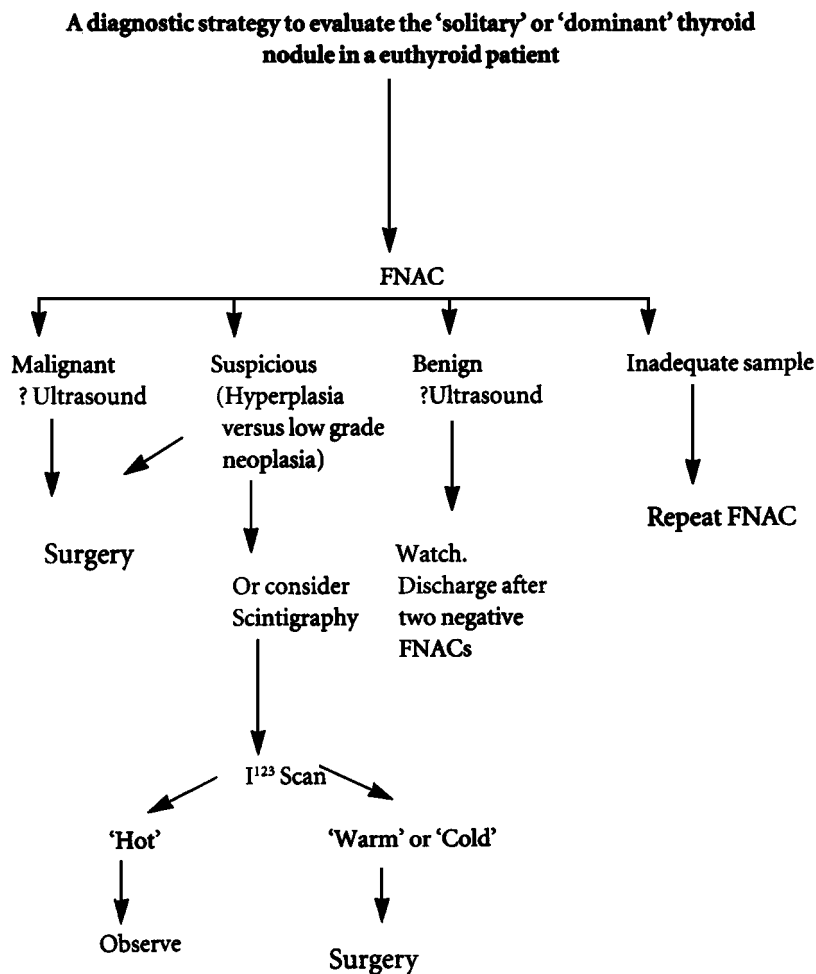 A diagnostic strategy to evaluate the ‘solitary’ or ‘dominant’ thyroid
nodule in a euthyroid patient
FNAC
Malignant
? Ultrasound
Suspicious
(Hyperplasia
versus low grade
neoplasia)
Benign
?Ultrasound
Inadequate sample
Surgery
Or consider
Scintigraphy
Watch.
Discharge after
two negative
FNACs
Repeat FNAC
I¹²³ Scan
‘Hot’
‘Warm’ or ‘Cold’
Observe
Surgery